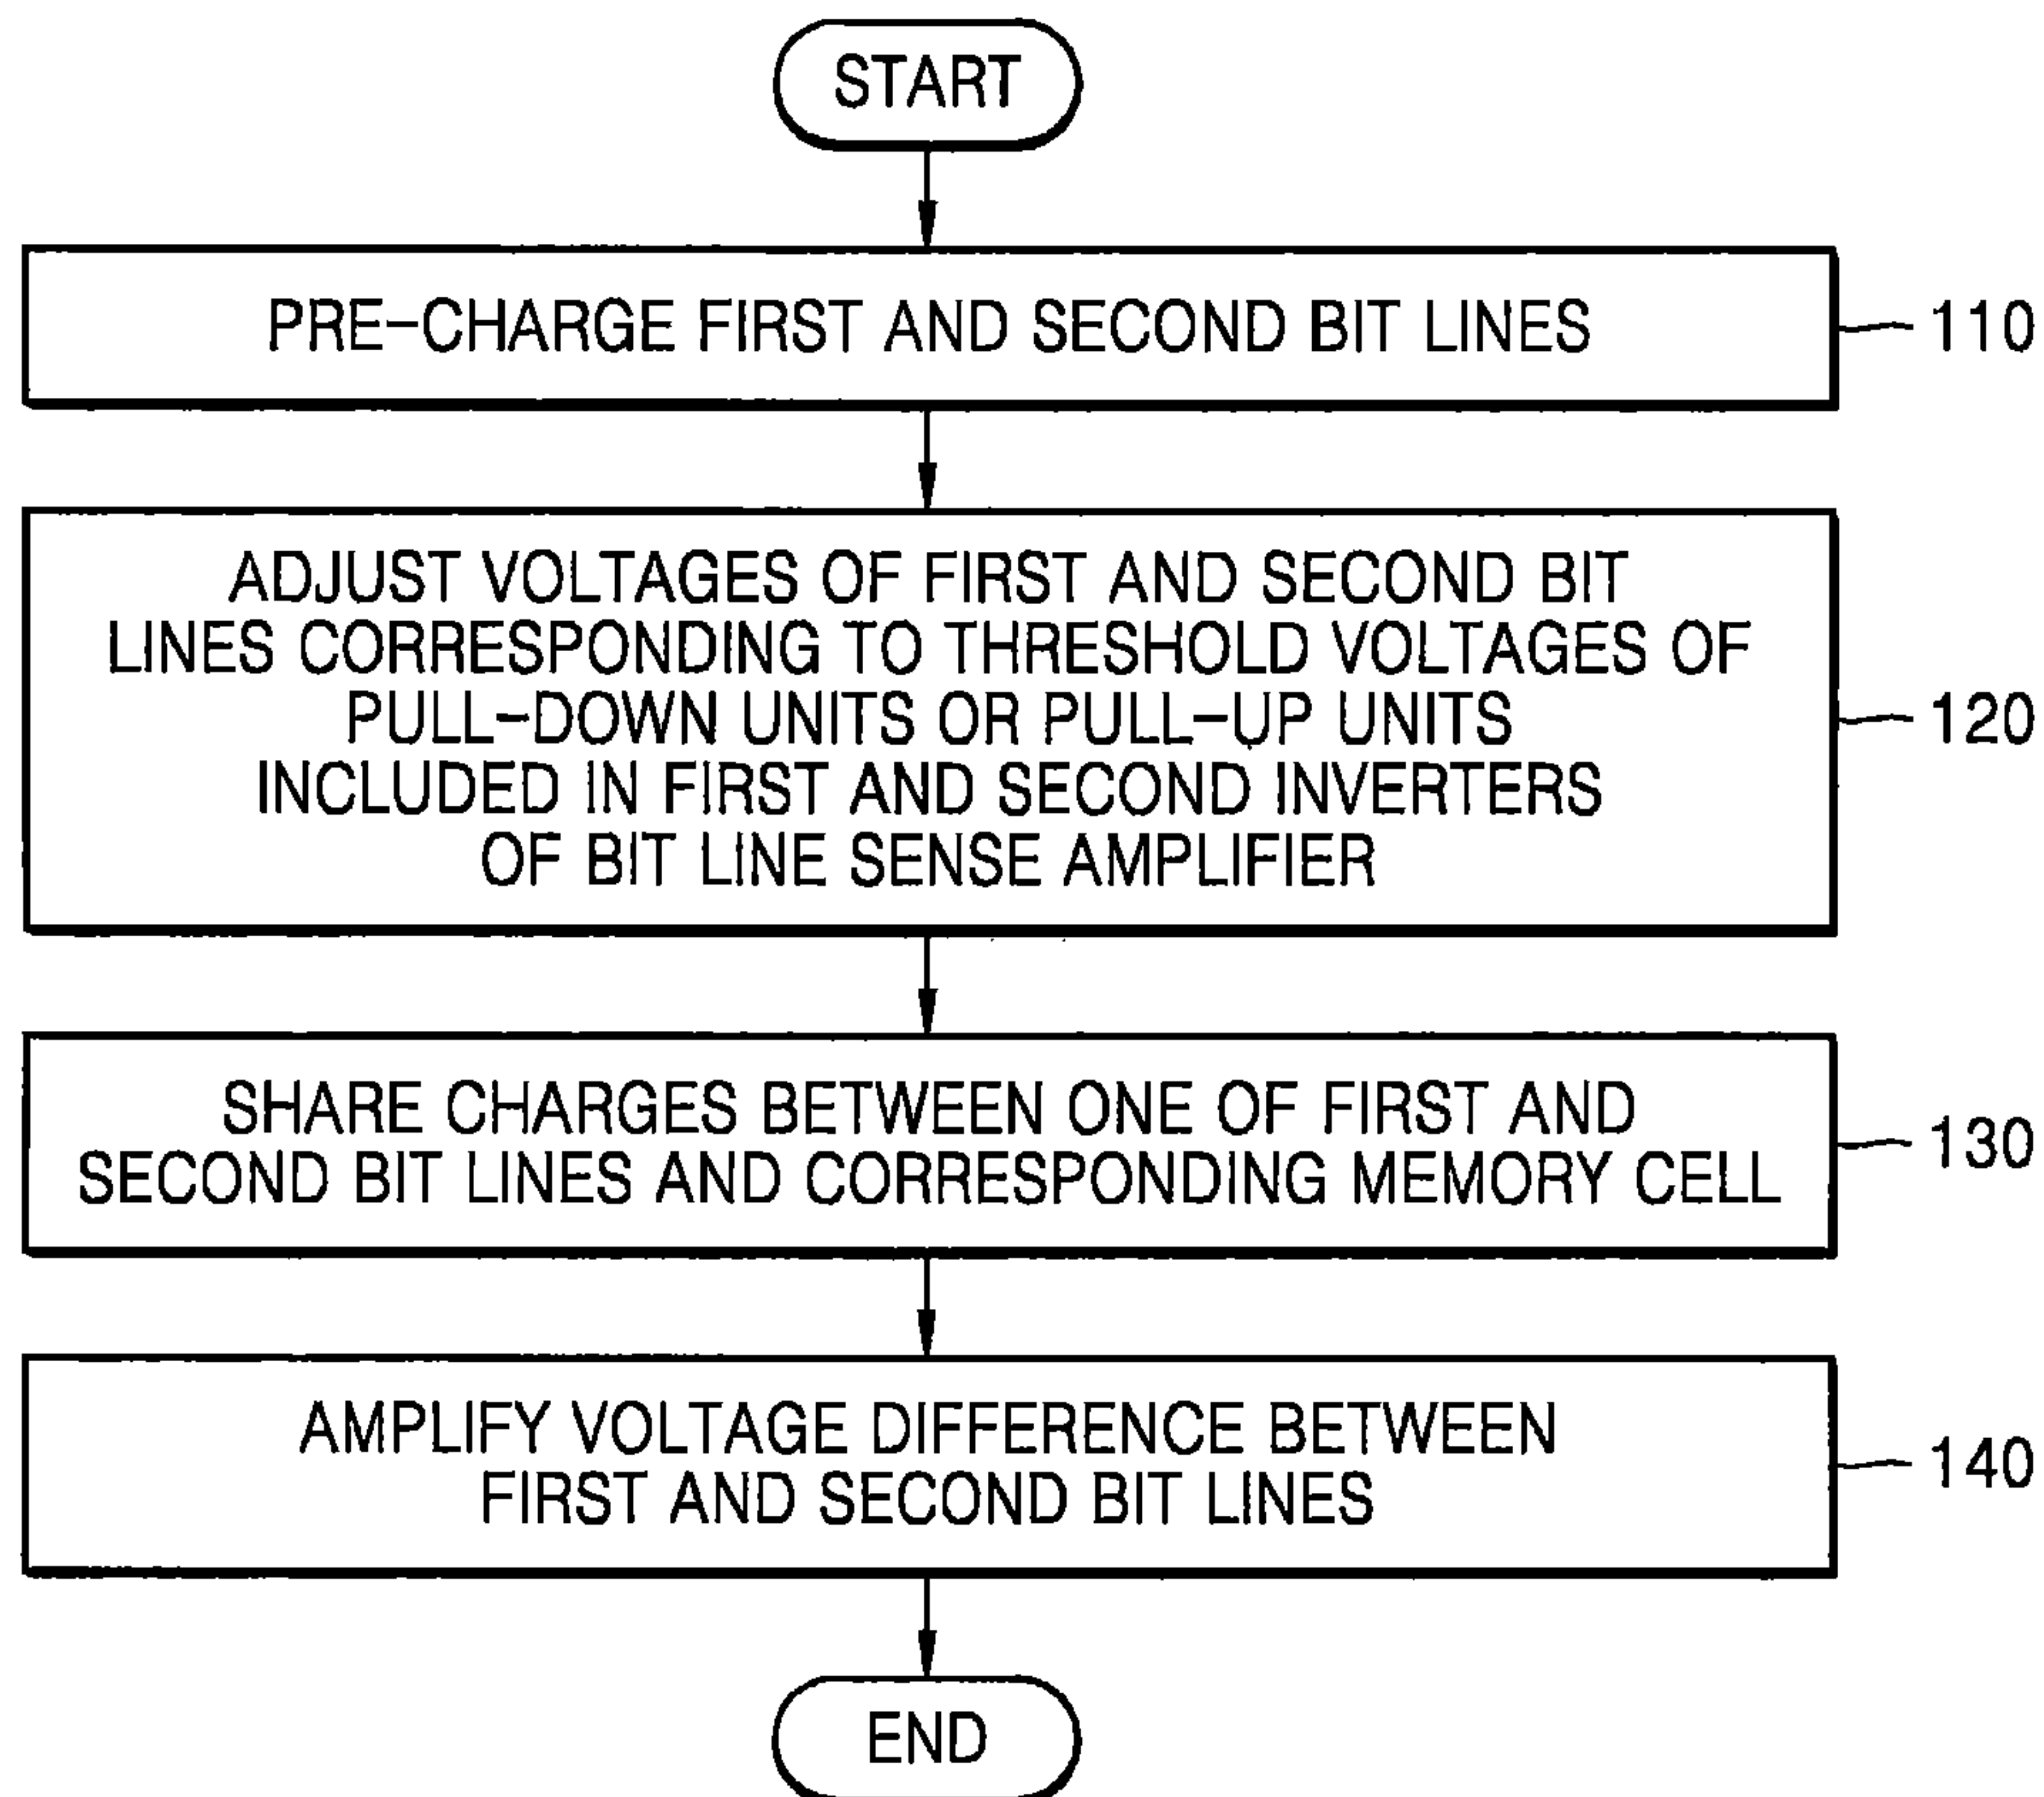 START
PRE-CHARGE FIRST AND SECOND BIT LINES
110
ADJUST VOLTAGES OF FIRST AND SECOND BIT
LINES CORRESPONDING TO THRESHOLD VOLTAGES OF
PULL-DOWN UNITS OR PULL-UP UNITS
INCLUDED IN FIRST AND SECOND INVERTERS
OF BIT LINE SENSE AMPLIFIER
120
SHARE CHARGES BETWEEN ONE OF FIRST AND
SECOND BIT LINES AND CORRESPONDING MEMORY CELL
130
AMPLIFY VOLTAGE DIFFERENCE BETWEEN
FIRST AND SECOND BIT LINES
140
END